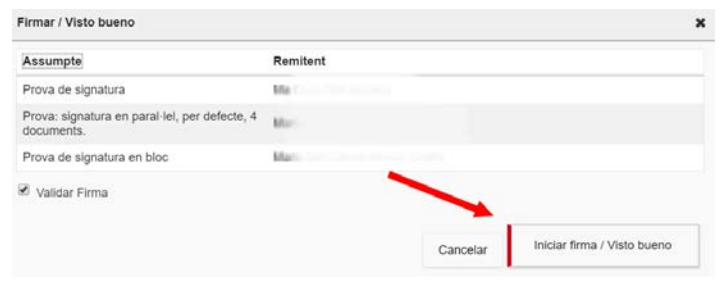 Firmar / Visto bueno
Assumpte Remitent
Prova de signatura
Prova: signatura en paral·lel, per defecte, 4
documents.
Prova de signatura en bloc
Validar Firma
Cancelar Iniciar firma / Visto bueno